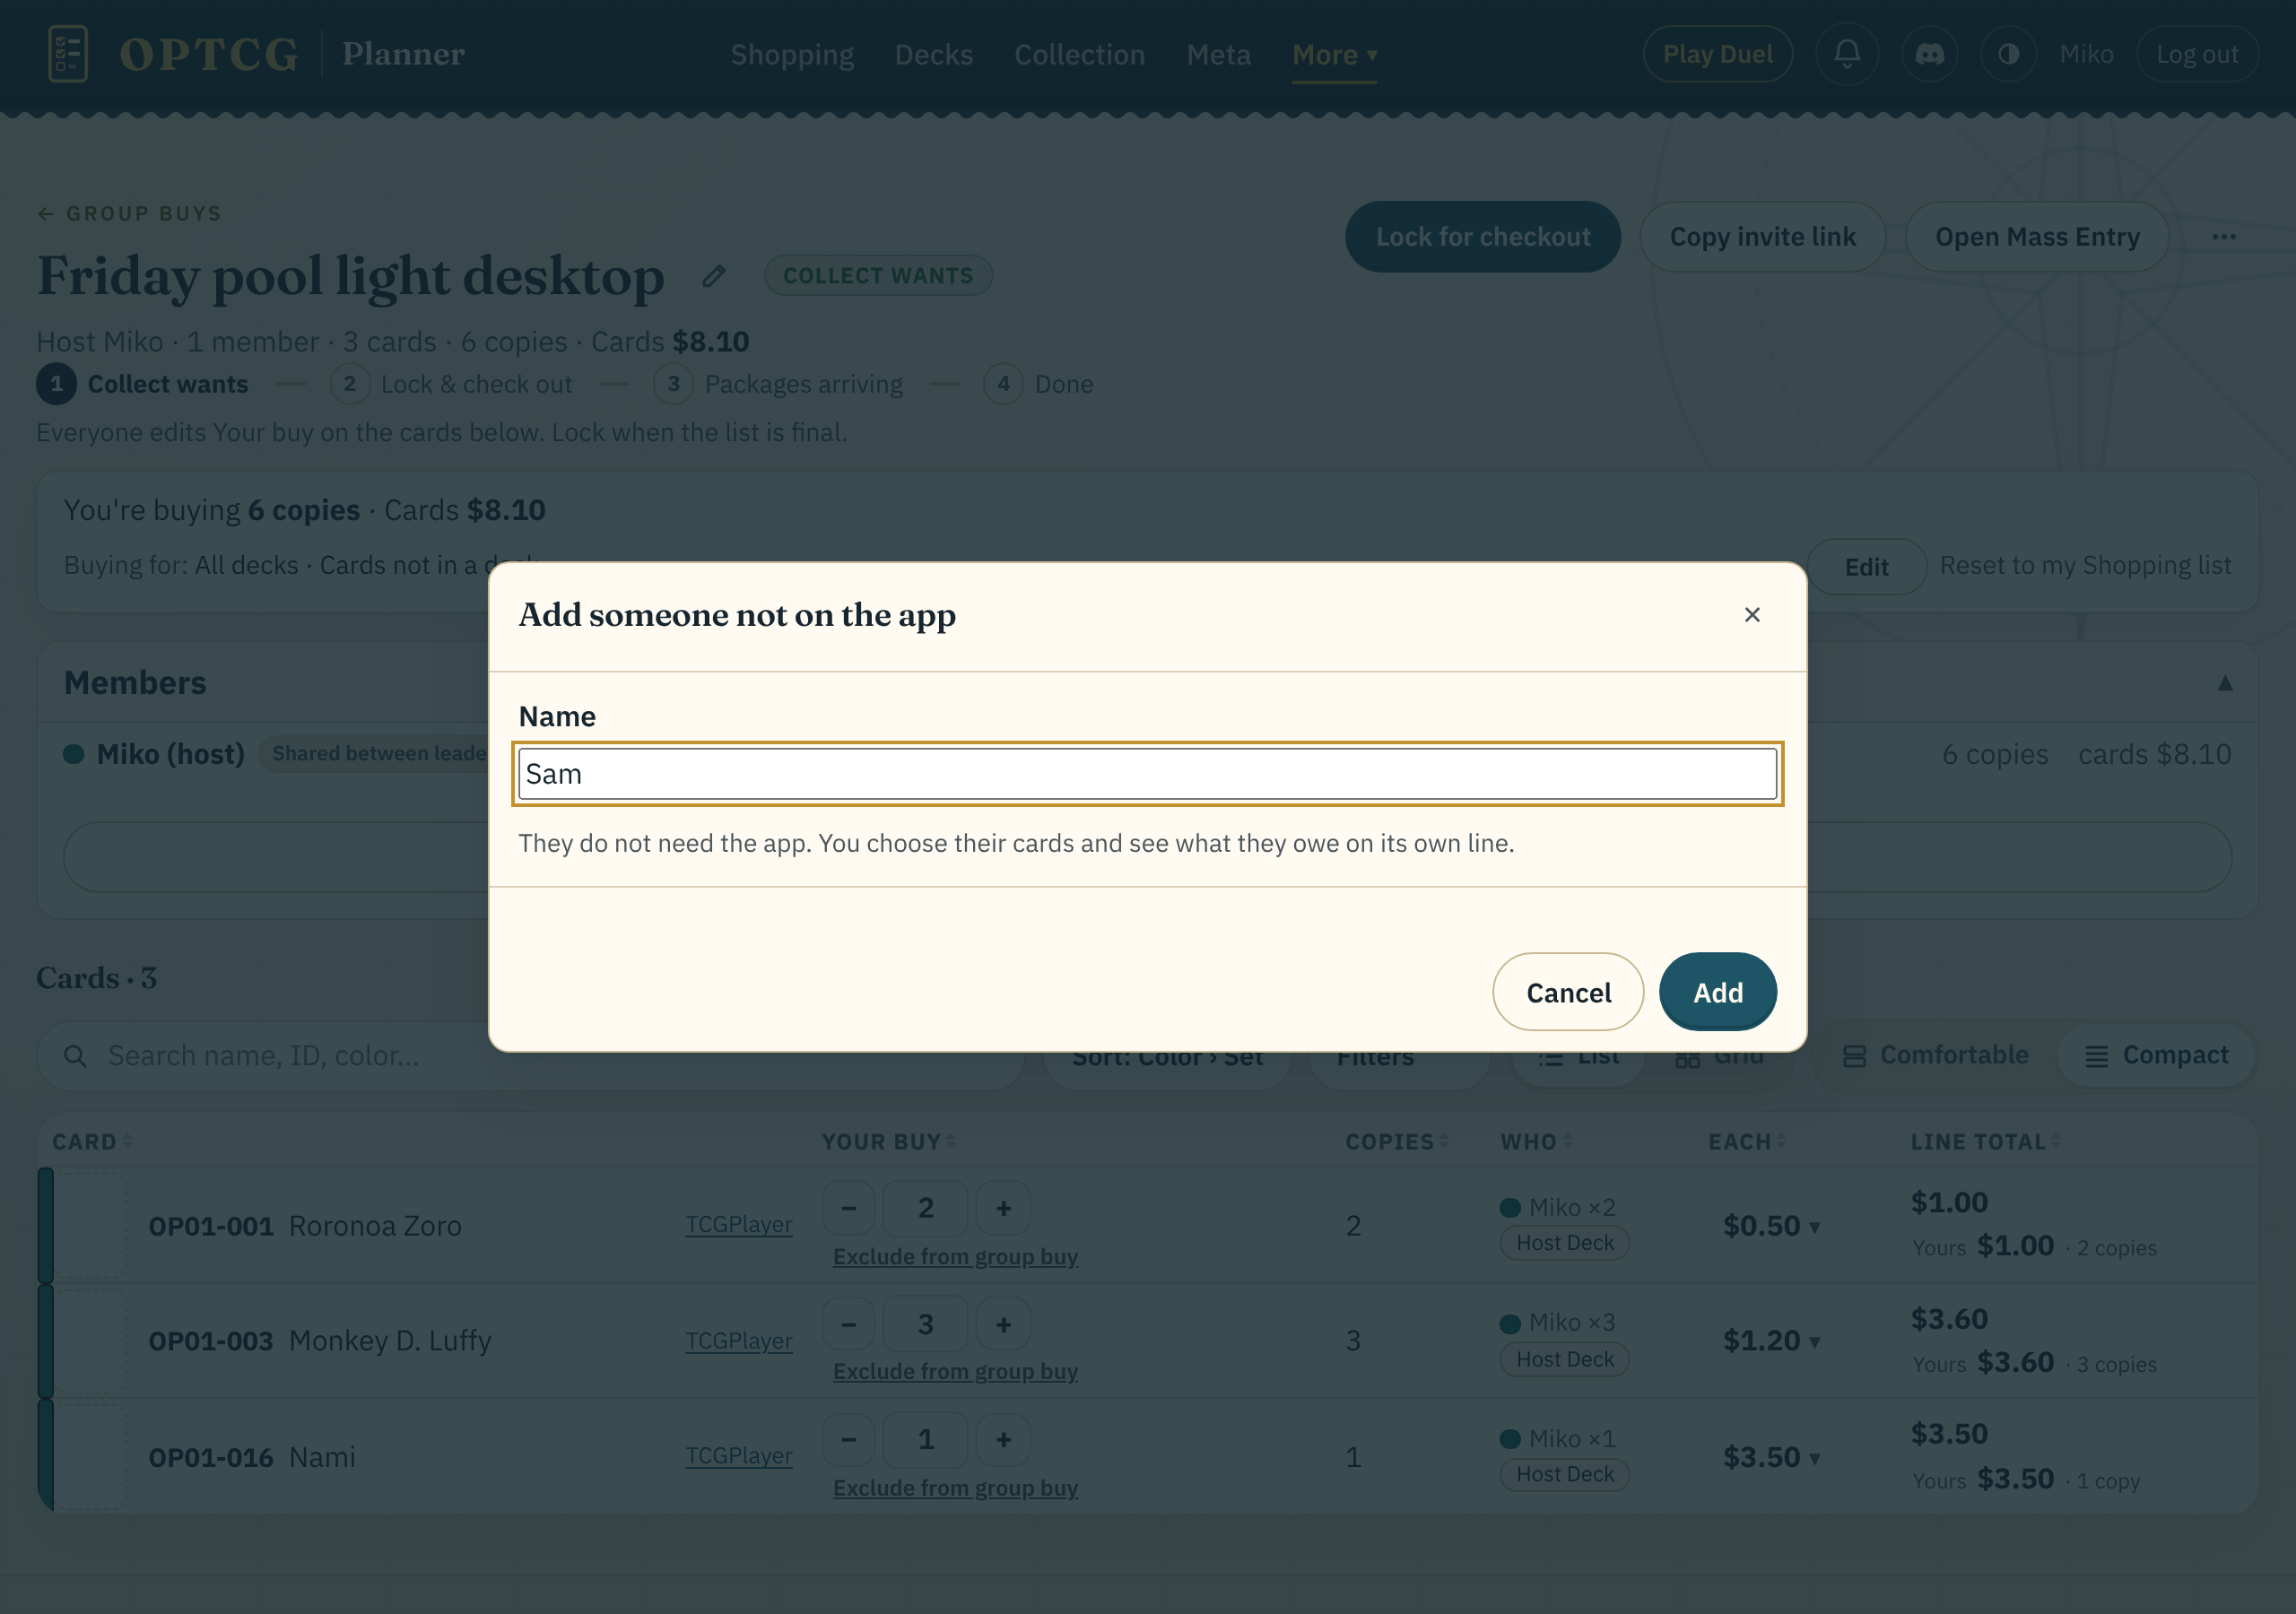 OPTCG Planner
Shopping Decks Collection Meta More ▾
Play Duel Miko Log out
← GROUP BUYS
Friday pool light desktop COLLECT WANTS
Lock for checkout Copy invite link Open Mass Entry ···
Host Miko · 1 member · 3 cards · 6 copies · Cards $8.10
1 Collect wants — 2 Lock & check out — 3 Packages arriving — 4 Done
Everyone edits Your buy on the cards below. Lock when the list is final.
You're buying 6 copies · Cards $8.10
Buying for: All decks · Cards not in a
Edit Reset to my Shopping list
Members ▲
Miko (host) Shared between
6 copies cards $8.10
Add someone not on the app ×
Name
Sam
They do not need the app. You choose their cards and see what they owe on its own line.
Cancel Add
Cards · 3
Search name, ID, color...
Sort: Color › Set Filters List Grid Comfortable Compact
CARD YOUR BUY COPIES WHO EACH LINE TOTAL
OP01-001 Roronoa Zoro TCGPlayer − 2 + 2 Miko ×2 $0.50 ▾ $1.00
Exclude from group buy Host Deck Yours $1.00 · 2 copies
OP01-003 Monkey D. Luffy TCGPlayer − 3 + 3 Miko ×3 $1.20 ▾ $3.60
Exclude from group buy Host Deck Yours $3.60 · 3 copies
OP01-016 Nami TCGPlayer − 1 + 1 Miko ×1 $3.50 ▾ $3.50
Exclude from group buy Host Deck Yours $3.50 · 1 copy